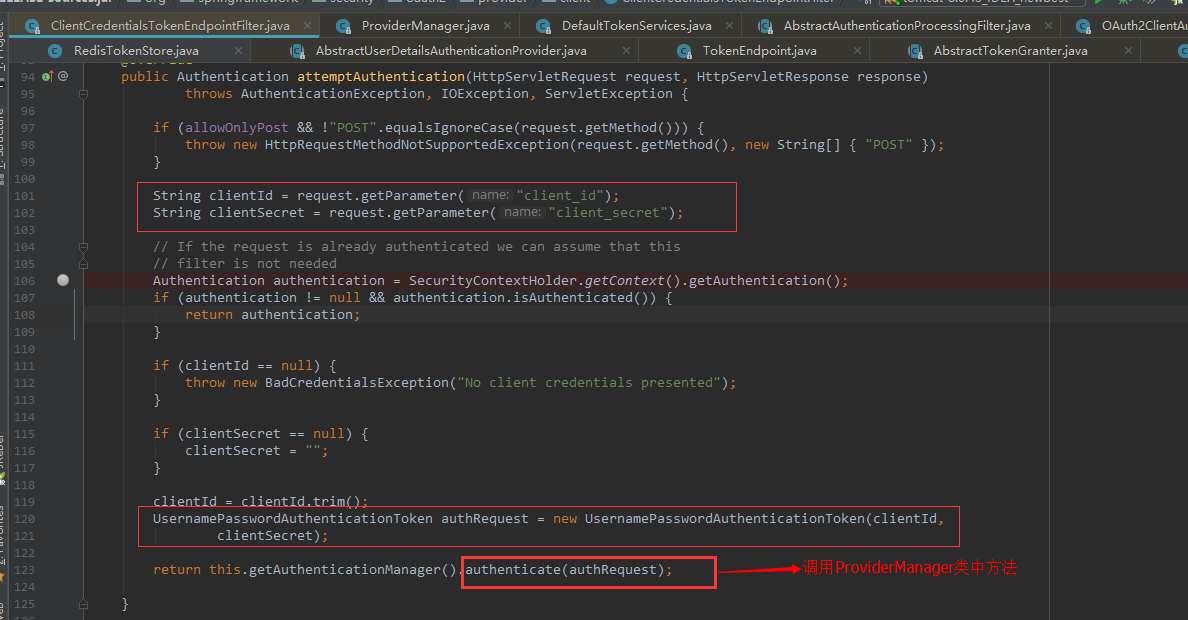 org springframework security oauth2 provider client ClientCredentialsTokenEndpointFilter
ClientCredentialsTokenEndpointFilter.java × ProviderManager.java × DefaultTokenServices.java × AbstractAuthenticationProcessingFilter.java × OAuth2ClientAu
RedisTokenStore.java × AbstractUserDetailsAuthenticationProvider.java × TokenEndpoint.java × AbstractTokenGranter.java ×
94 @ public Authentication attemptAuthentication(HttpServletRequest request, HttpServletResponse response)
95 throws AuthenticationException, IOException, ServletException {
96
97 if (allowOnlyPost && !"POST".equalsIgnoreCase(request.getMethod())) {
98 throw new HttpRequestMethodNotSupportedException(request.getMethod(), new String[] { "POST" });
99 }
100
101 String clientId = request.getParameter( name: "client_id");
102 String clientSecret = request.getParameter( name: "client_secret");
103
104 // If the request is already authenticated we can assume that this
105 // filter is not needed
106 Authentication authentication = SecurityContextHolder.getContext().getAuthentication();
107 if (authentication != null && authentication.isAuthenticated()) {
108 return authentication;
109 }
110
111 if (clientId == null) {
112 throw new BadCredentialsException("No client credentials presented");
113 }
114
115 if (clientSecret == null) {
116 clientSecret = "";
117 }
118
119 clientId = clientId.trim();
120 UsernamePasswordAuthenticationToken authRequest = new UsernamePasswordAuthenticationToken(clientId,
121 clientSecret);
122
123 return this.getAuthenticationManager().authenticate(authRequest); 调用ProviderManager类中方法
124
125 }